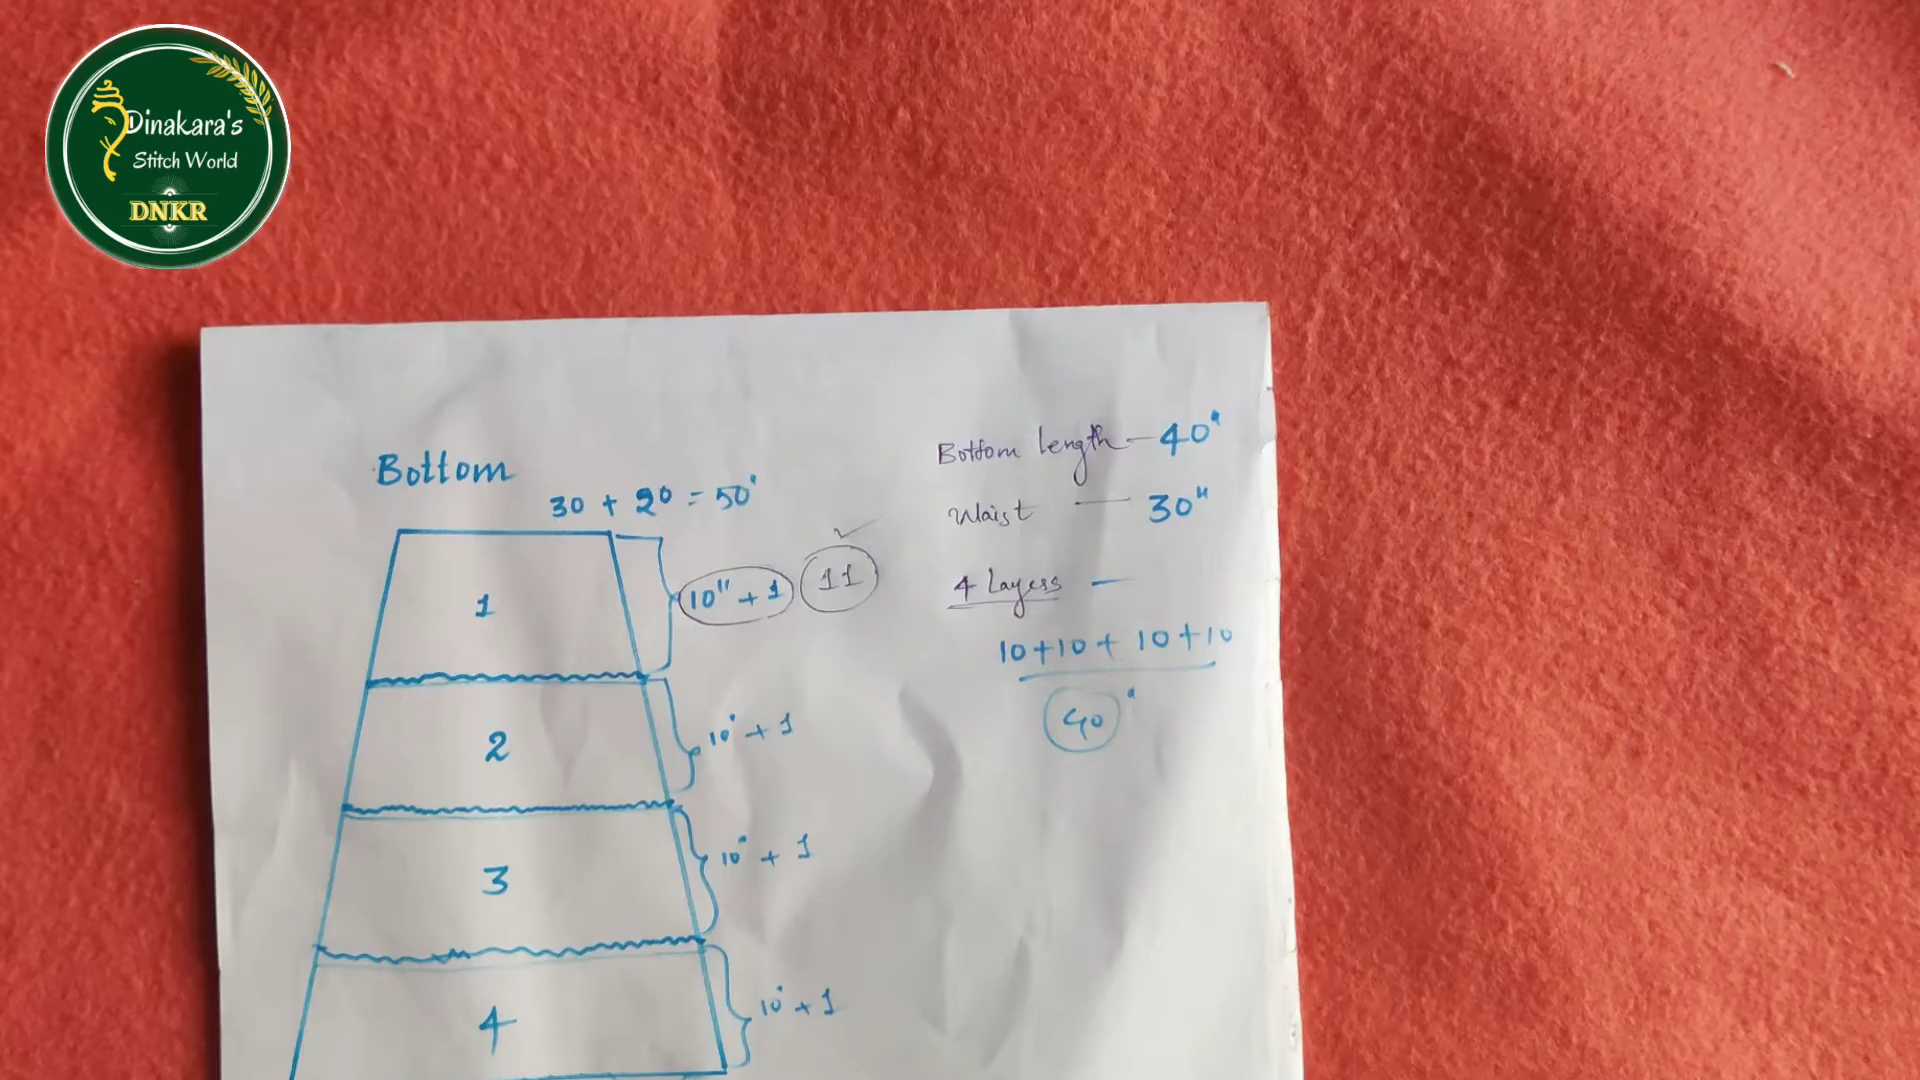 Dinakara's
Stitch World
DNKR
Bottom
30 + 20 = 50"
1
10" + 1
11
2
10" + 1
3
10" + 1
4
10" + 1
Bottom length - 40"
Waist — 30"
4 Layers —
10+10+ 10+10
40"